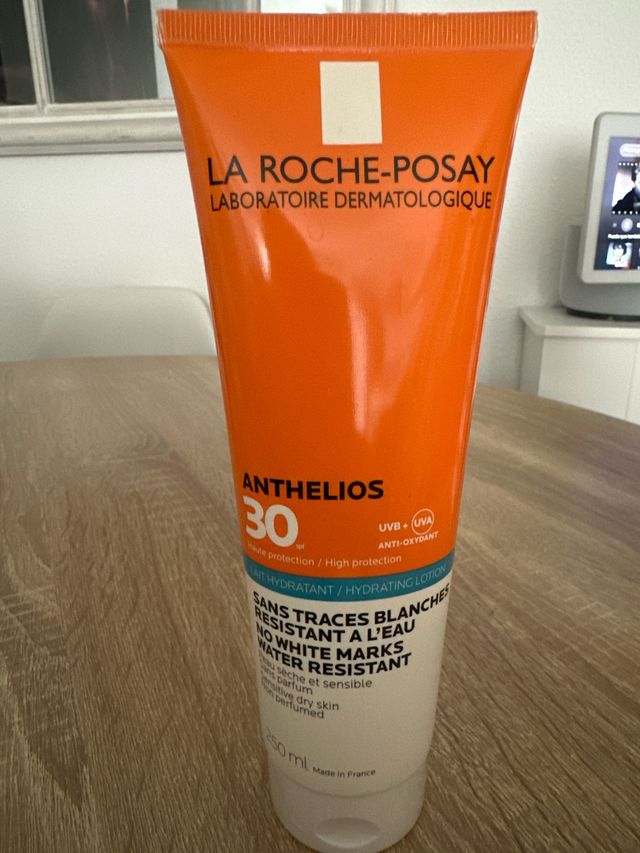 LA ROCHE-POSAY
LABORATOIRE DERMATOLOGIQUE
ANTHELIOS
30 spf
UVB + UVA
ANTI-OXYDANT
Haute protection / High protection
LAIT HYDRATANT / HYDRATING LOTION
SANS TRACES BLANCHES
RESISTANT A L'EAU
NO WHITE MARKS
WATER RESISTANT
Peau sèche et sensible
Sans parfum
Sensitive dry skin
Non perfumed
250 ml Made in France